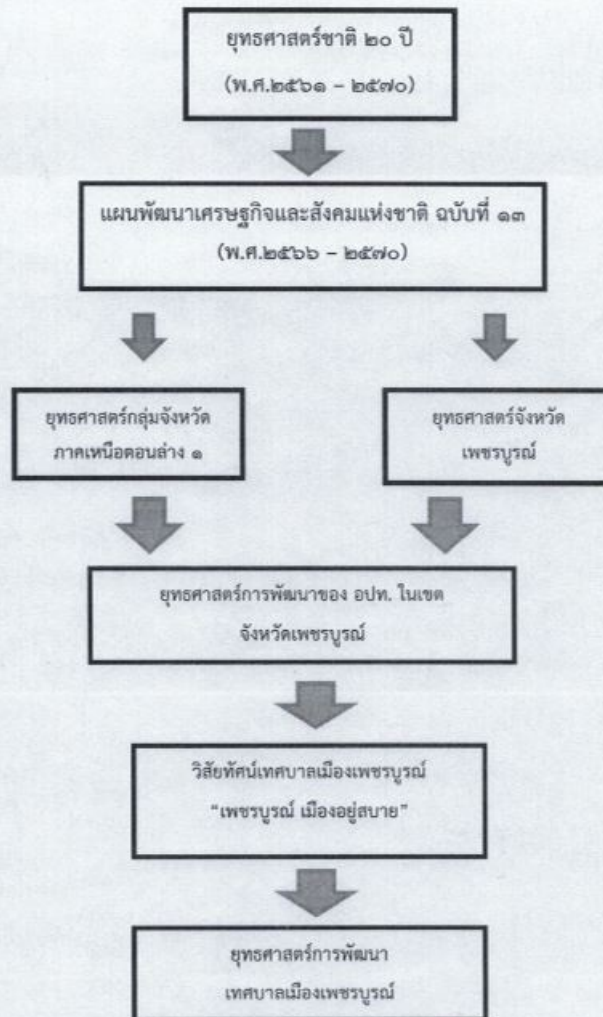 ยุทธศาสตร์ชาติ ๒๐ ปี
(พ.ศ.๒๕๖๑ – ๒๕๗๐)
แผนพัฒนาเศรษฐกิจและสังคมแห่งชาติ ฉบับที่ ๑๓
(พ.ศ.๒๕๖๖ – ๒๕๗๐)
ยุทธศาสตร์กลุ่มจังหวัด
ภาคเหนือตอนล่าง ๑
ยุทธศาสตร์จังหวัด
เพชรบูรณ์
ยุทธศาสตร์การพัฒนาของ อปท. ในเขต
จังหวัดเพชรบูรณ์
วิสัยทัศน์เทศบาลเมืองเพชรบูรณ์
“เพชรบูรณ์ เมืองอยู่สบาย”
ยุทธศาสตร์การพัฒนา
เทศบาลเมืองเพชรบูรณ์